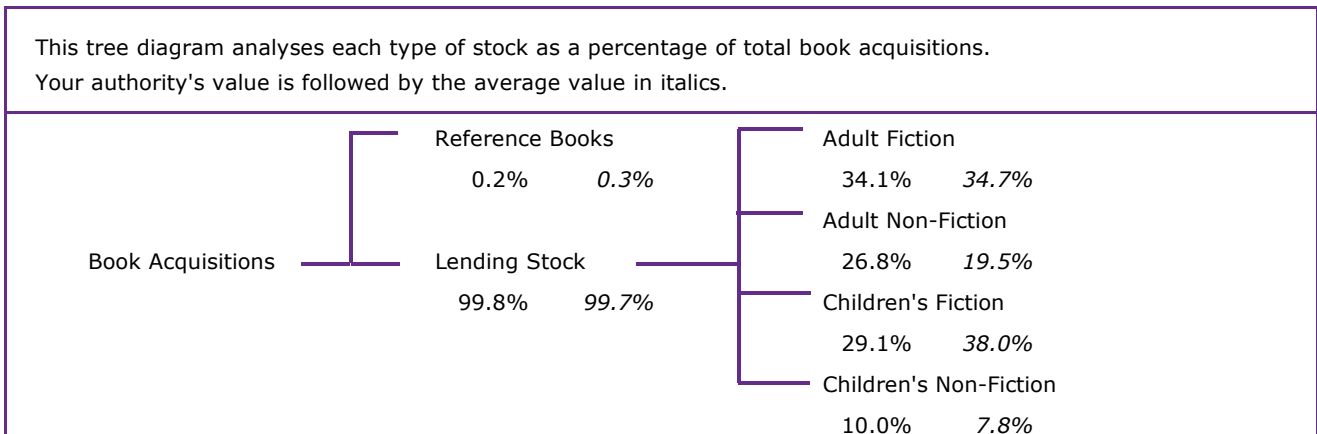 This tree diagram analyses each type of stock as a percentage of total book acquisitions.
Your authority's value is followed by the average value in italics.
Reference Books Adult Fiction
0.2% 0.3% 34.1% 34.7%
Adult Non-Fiction
Book Acquisitions Lending Stock 26.8% 19.5%
99.8% 99.7% Children's Fiction
29.1% 38.0%
Children's Non-Fiction
10.0% 7.8%